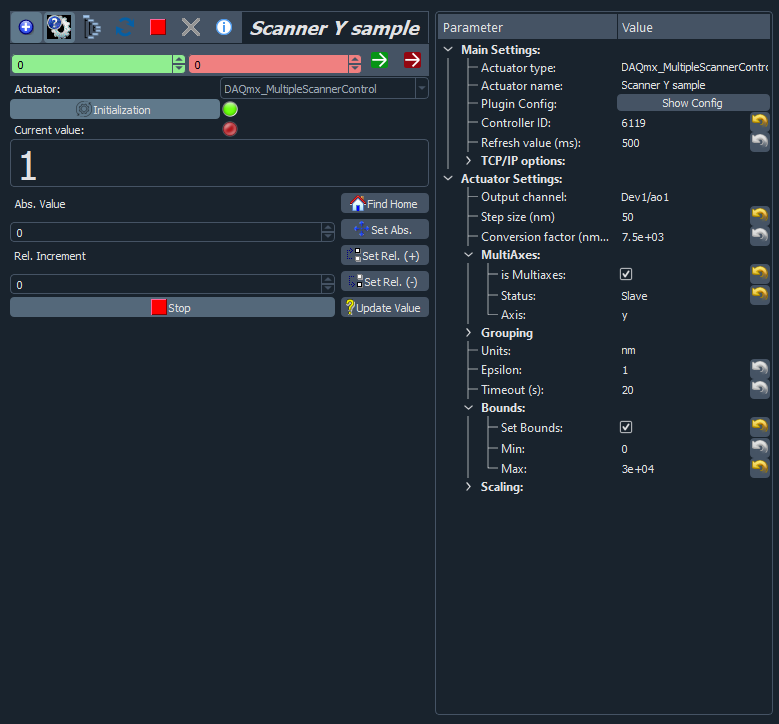 Scanner Y sample
0
0
Actuator:
DAQmx_MultipleScannerControl
Initialization
Current value:
1
Abs. Value
Find Home
0
Set Abs.
Rel. Increment
Set Rel. (+)
0
Set Rel. (-)
Stop
Update Value
Parameter Value
Main Settings:
Actuator type: DAQmx_MultipleScannerContro
Actuator name: Scanner Y sample
Plugin Config: Show Config
Controller ID: 6119
Refresh value (ms): 500
TCP/IP options:
Actuator Settings:
Output channel: Dev1/ao1
Step size (nm) 50
Conversion factor (nm... 7.5e+03
MultiAxes:
is Multiaxes:
Status: Slave
Axis: y
Grouping
Units: nm
Epsilon: 1
Timeout (s): 20
Bounds:
Set Bounds:
Min: 0
Max: 3e+04
Scaling: